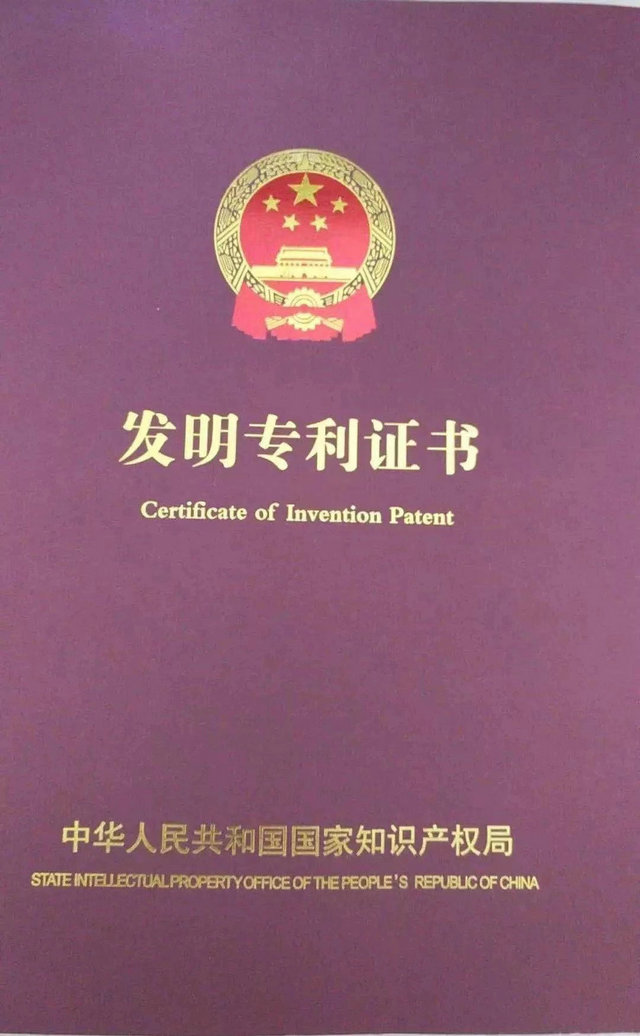 发明专利证书
Certificate of Invention Patent
中华人民共和国国家知识产权局
STATE INTELLECTUAL PROPERTY OFFICE OF THE PEOPLE'S REPUBLIC OF CHINA